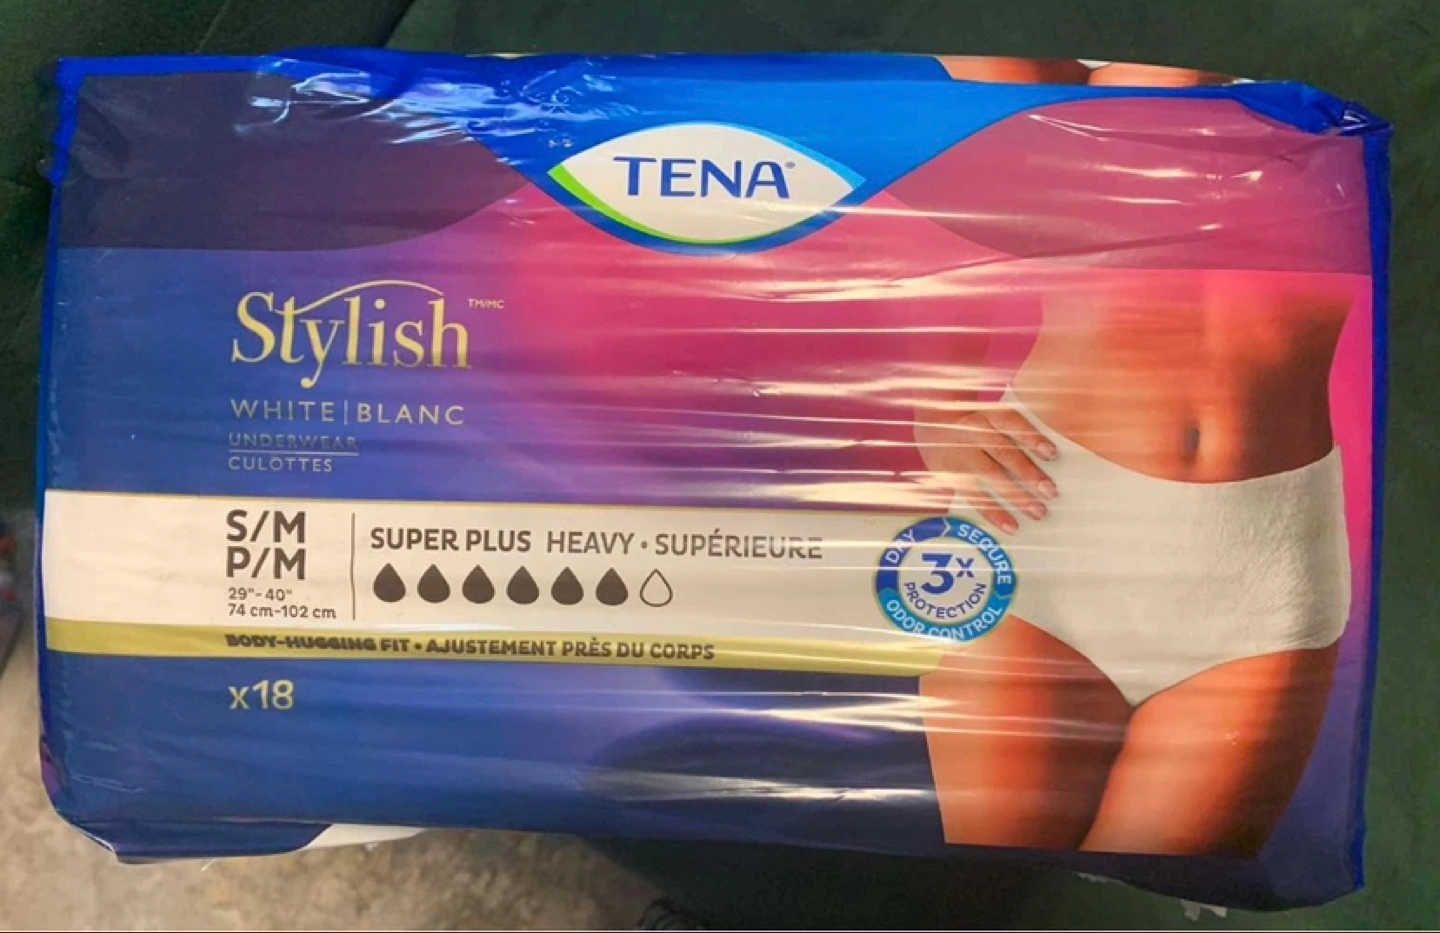 TENA®
Stylish TM/MC
WHITE | BLANC
UNDERWEAR
CULOTTES
S/M
P/M
29"- 40"
74 cm-102 cm
SUPER PLUS HEAVY • SUPÉRIEURE
DRY SECURE
3x
PROTECTION
ODOR CONTROL
BODY-HUGGING FIT • AJUSTEMENT PRÈS DU CORPS
x18